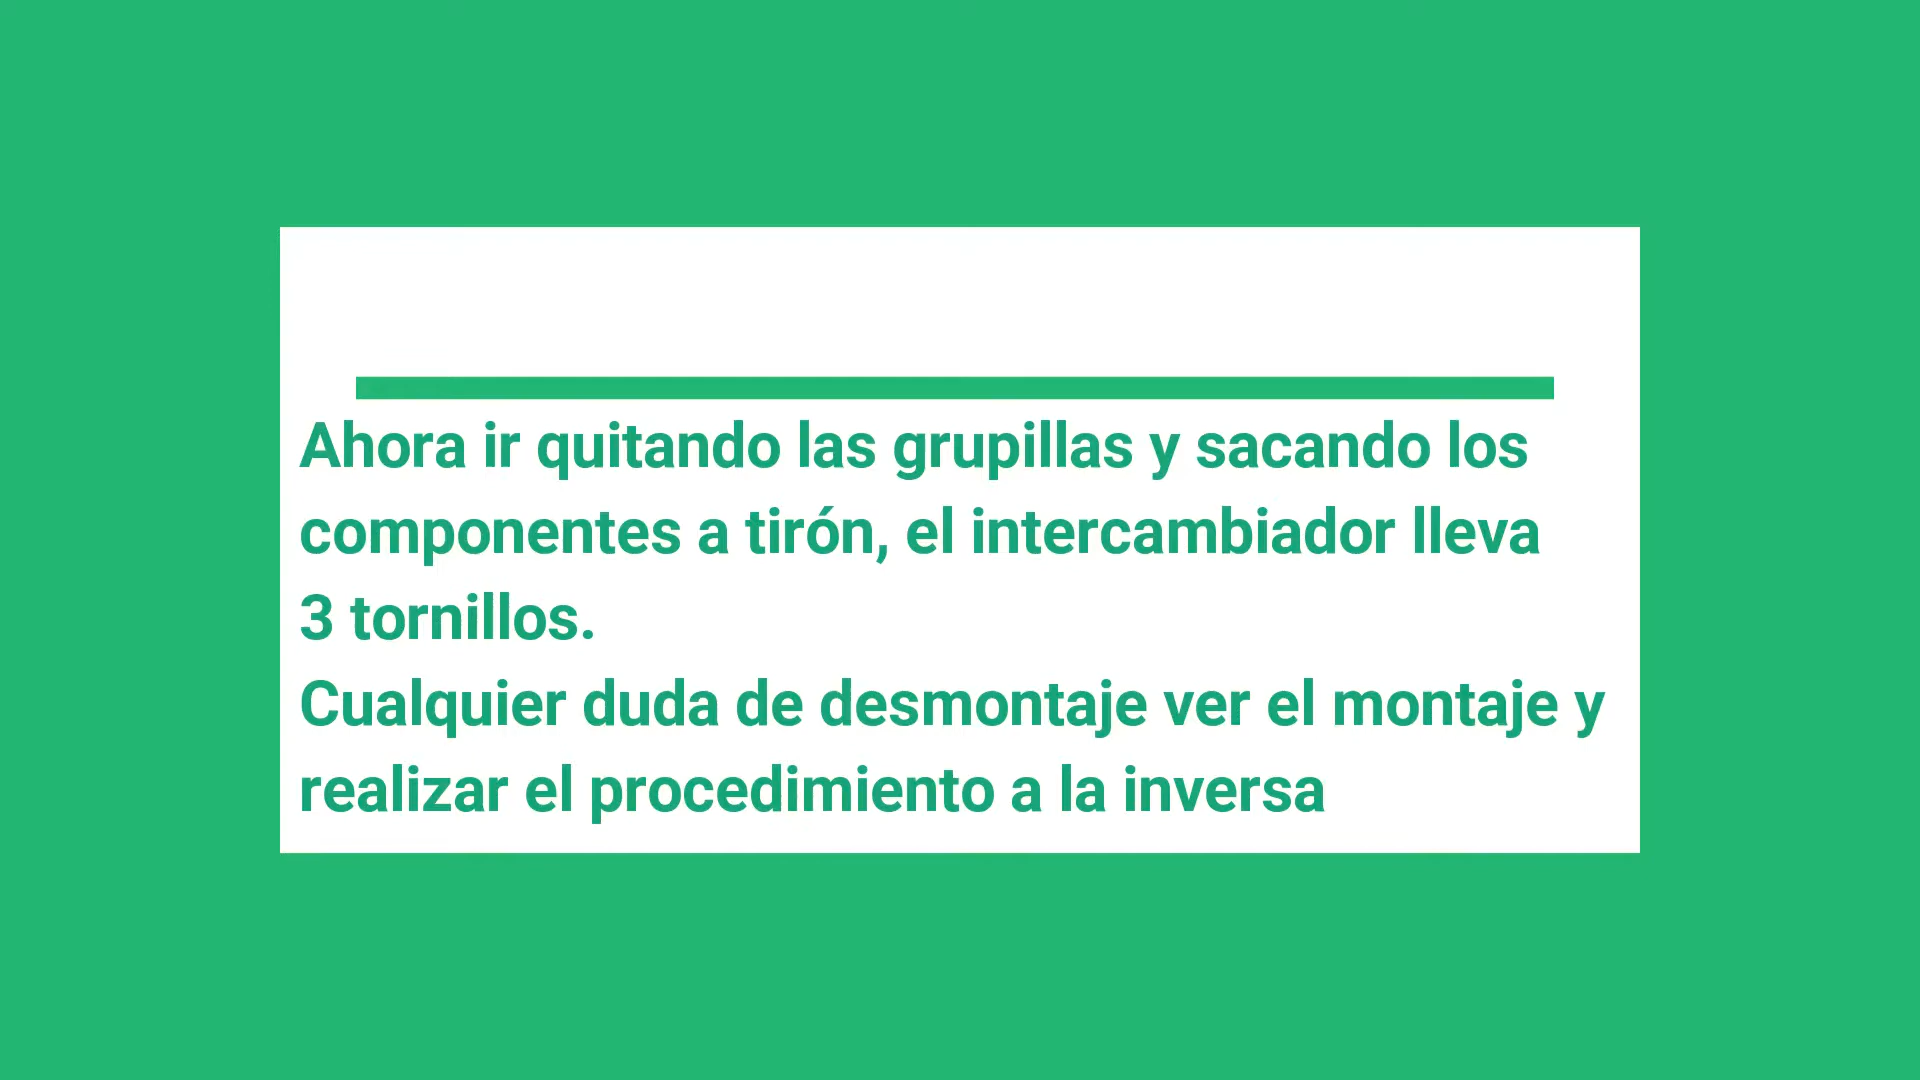 Ahora ir quitando las grupillas y sacando los
componentes a tirón, el intercambiador lleva
3 tornillos.
Cualquier duda de desmontaje ver el montaje y
realizar el procedimiento a la inversa